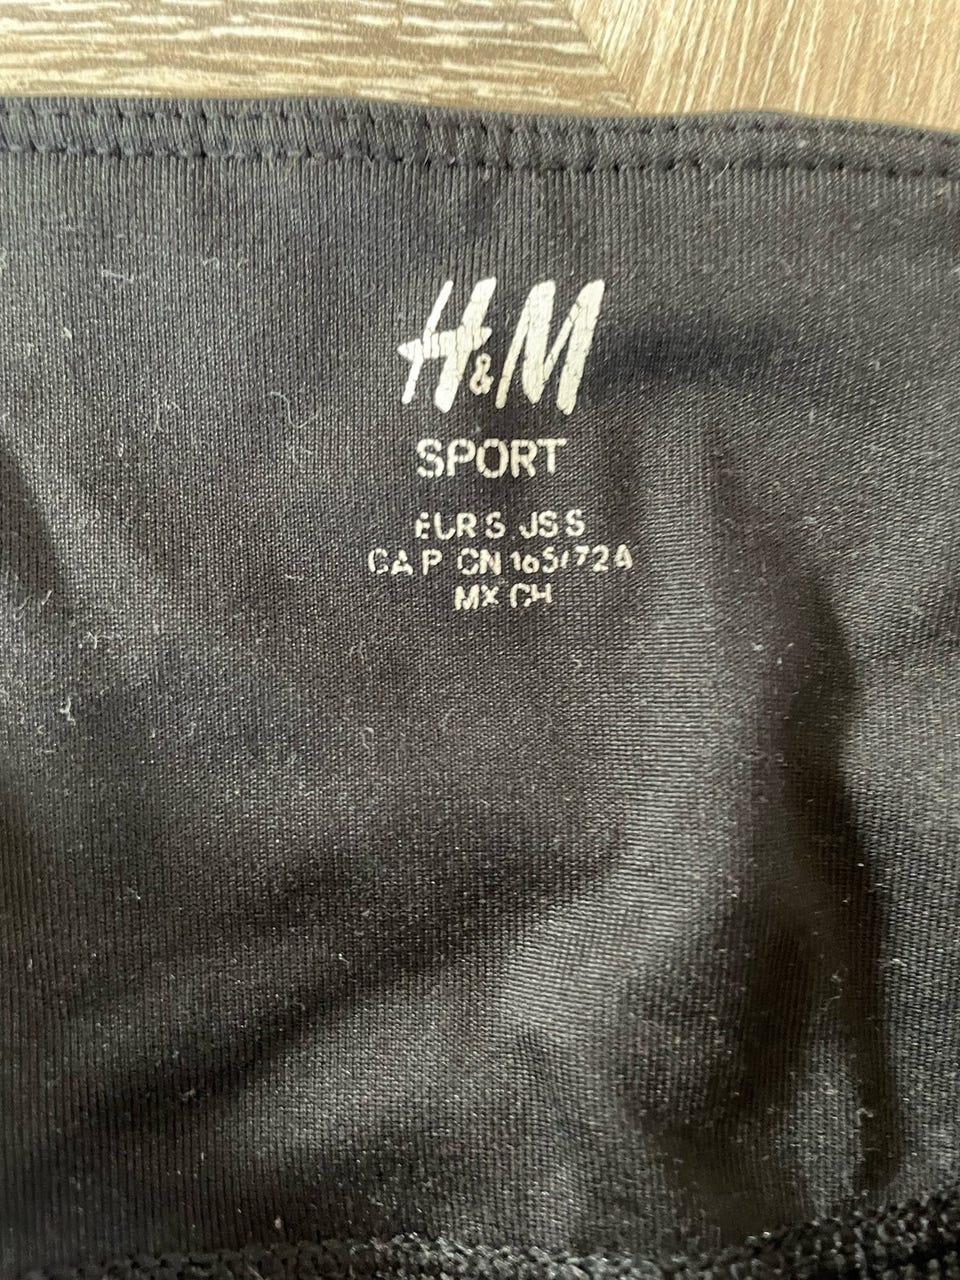 H&M
SPORT
EUR S US S
CA P CN 165/72A
MX CH